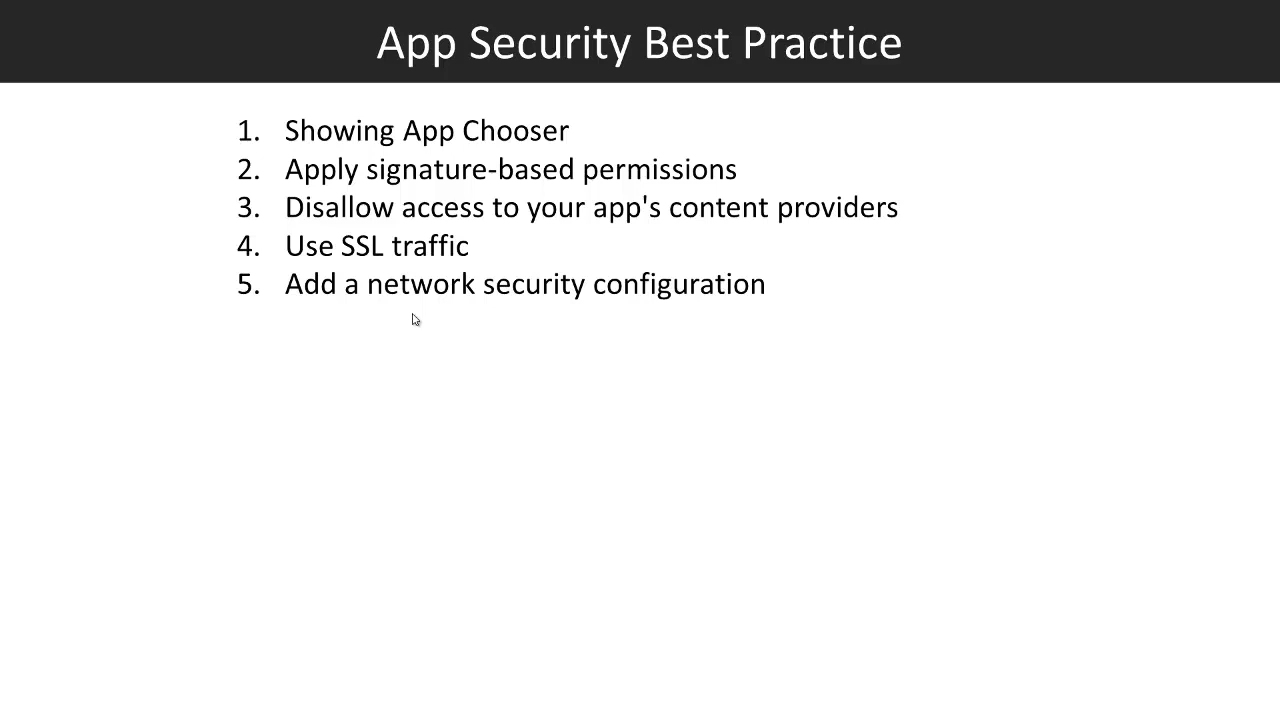 App Security Best Practice
1. Showing App Chooser
2. Apply signature-based permissions
3. Disallow access to your app's content providers
4. Use SSL traffic
5. Add a network security configuration